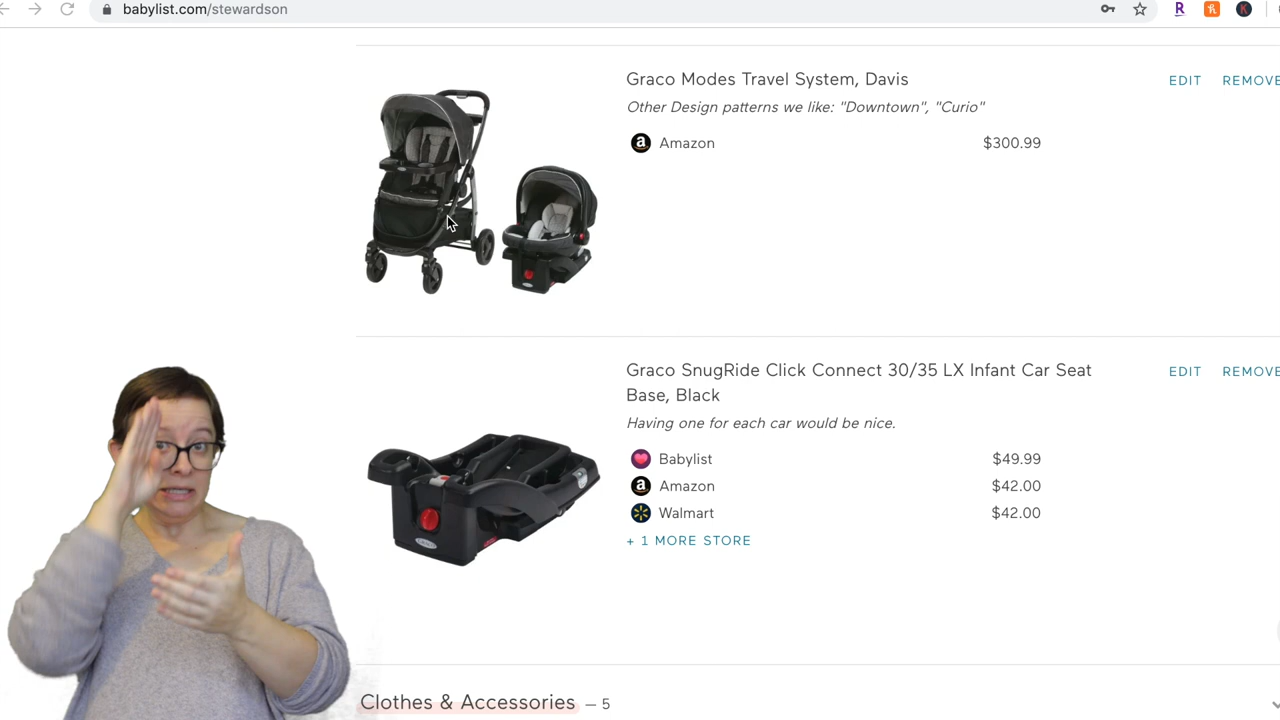 babylist.com/stewardson
Graco Modes Travel System, Davis
EDIT REMOVE
Other Design patterns we like: "Downtown", "Curio"
Amazon $300.99
Graco SnugRide Click Connect 30/35 LX Infant Car Seat
Base, Black
EDIT REMOVE
Having one for each car would be nice.
Babylist $49.99
Amazon $42.00
Walmart $42.00
+ 1 MORE STORE
Clothes & Accessories — 5